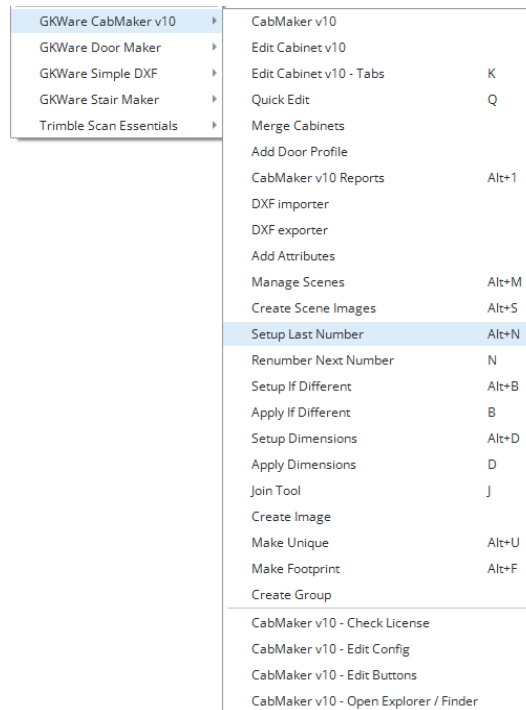 GKWare CabMaker v10
GKWare Door Maker
GKWare Simple DXF
GKWare Stair Maker
Trimble Scan Essentials
CabMaker v10
Edit Cabinet v10
Edit Cabinet v10 - Tabs K
Quick Edit Q
Merge Cabinets
Add Door Profile
CabMaker v10 Reports Alt+1
DXF importer
DXF exporter
Add Attributes
Manage Scenes Alt+M
Create Scene Images Alt+S
Setup Last Number Alt+N
Renumber Next Number N
Setup If Different Alt+B
Apply If Different B
Setup Dimensions Alt+D
Apply Dimensions D
Join Tool J
Create Image
Make Unique Alt+U
Make Footprint Alt+F
Create Group
CabMaker v10 - Check License
CabMaker v10 - Edit Config
CabMaker v10 - Edit Buttons
CabMaker v10 - Open Explorer / Finder